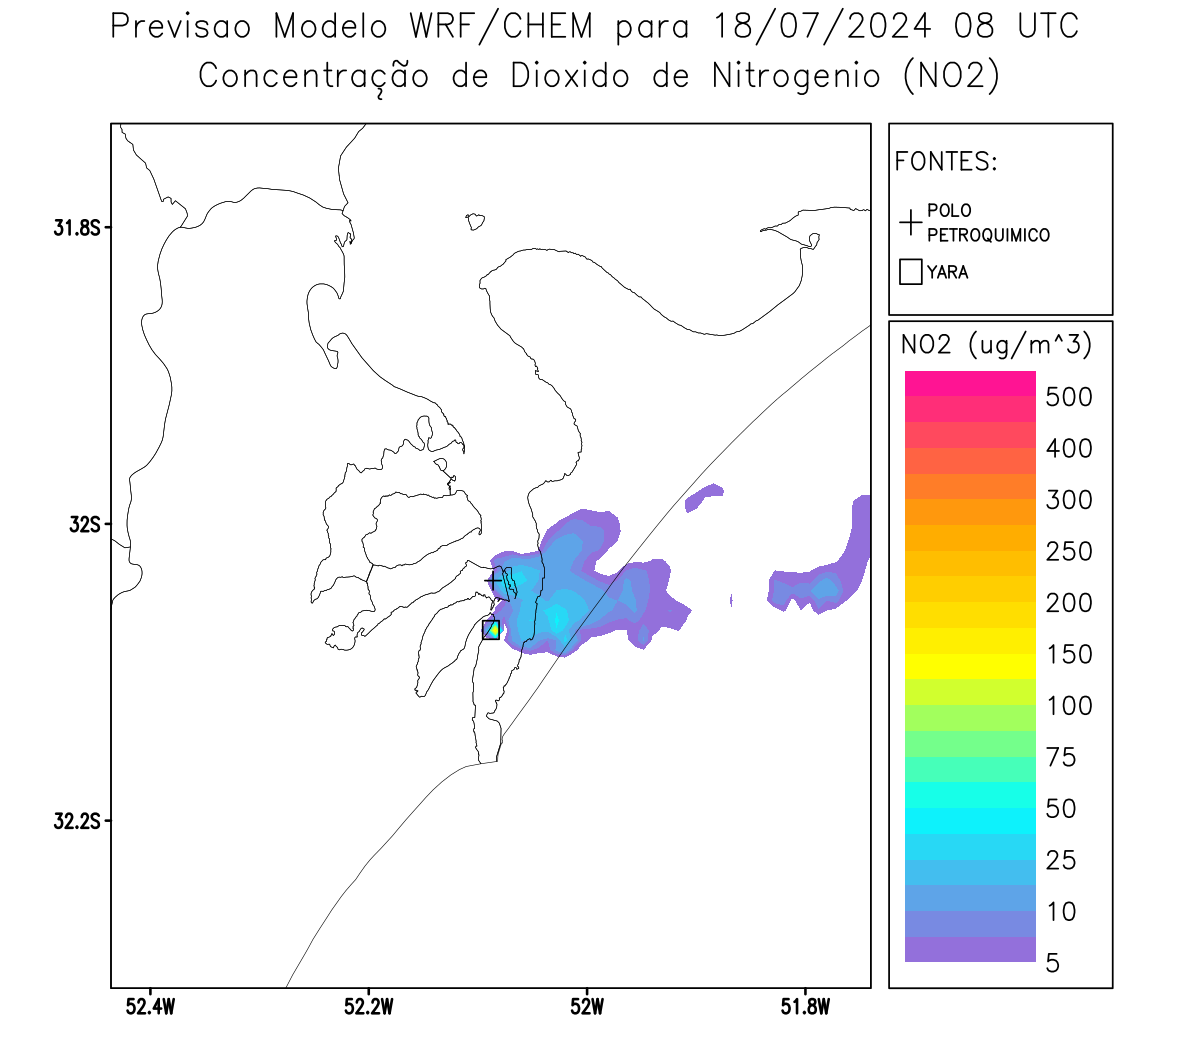 Previsao Modelo WRF/CHEM para 18/07/2024 08 UTC
Concentração de Dioxido de Nitrogenio (NO2)
FONTES:
POLO
PETROQUIMICO
YARA
NO2 (ug/m^3)
500
400
300
250
200
150
100
75
50
25
10
5
31.8S
32S
32.2S
52.4W
52.2W
52W
51.8W